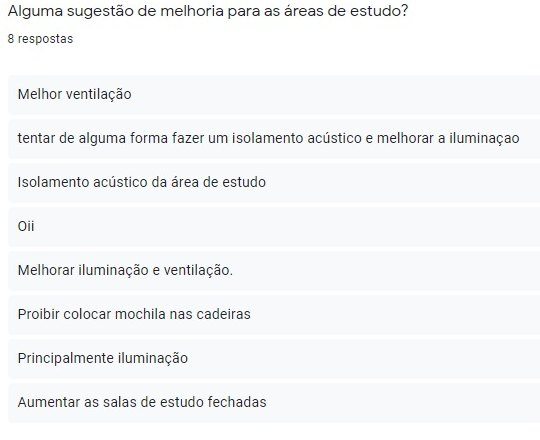 Alguma sugestão de melhoria para as áreas de estudo?
8 respostas
Melhor ventilação
tentar de alguma forma fazer um isolamento acústico e melhorar a iluminaçao
Isolamento acústico da área de estudo
Oii
Melhorar iluminação e ventilação.
Proibir colocar mochila nas cadeiras
Principalmente iluminação
Aumentar as salas de estudo fechadas